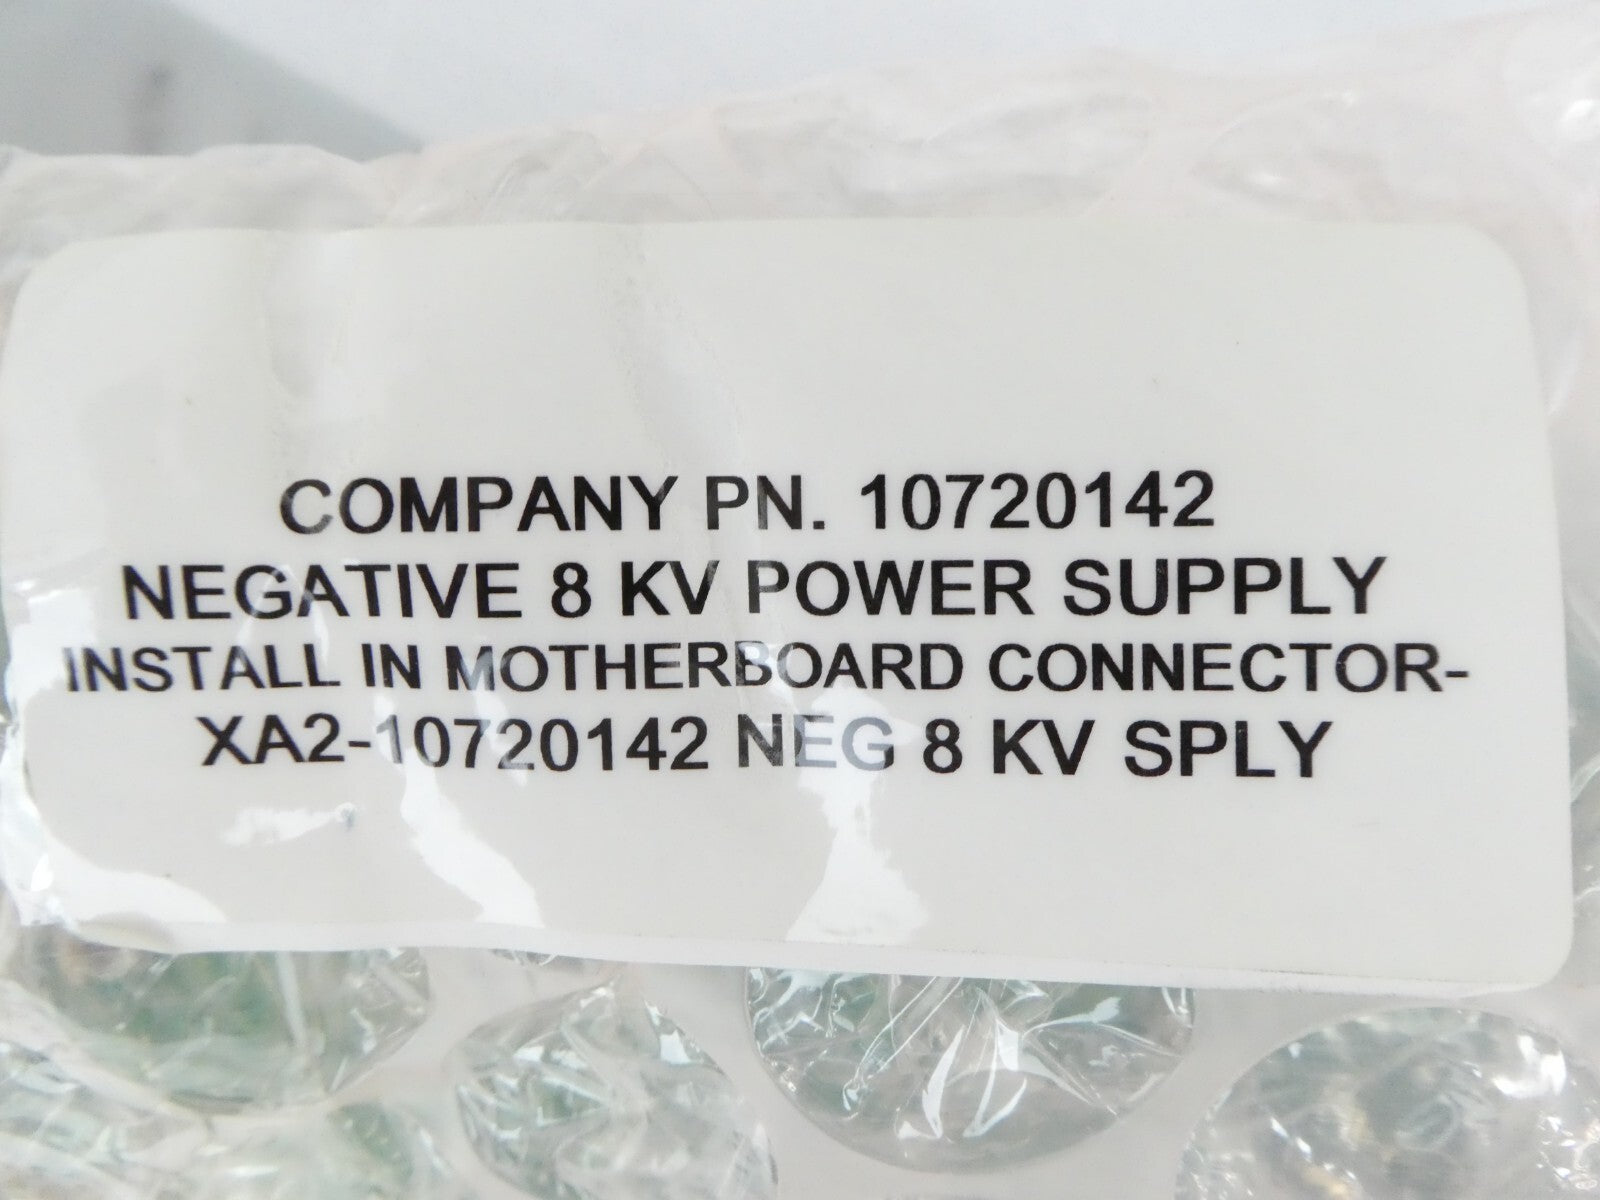 COMPANY PN. 10720142
NEGATIVE 8 KV POWER SUPPLY
INSTALL IN MOTHERBOARD CONNECTOR-
XA2-10720142 NEG 8 KV SPLY